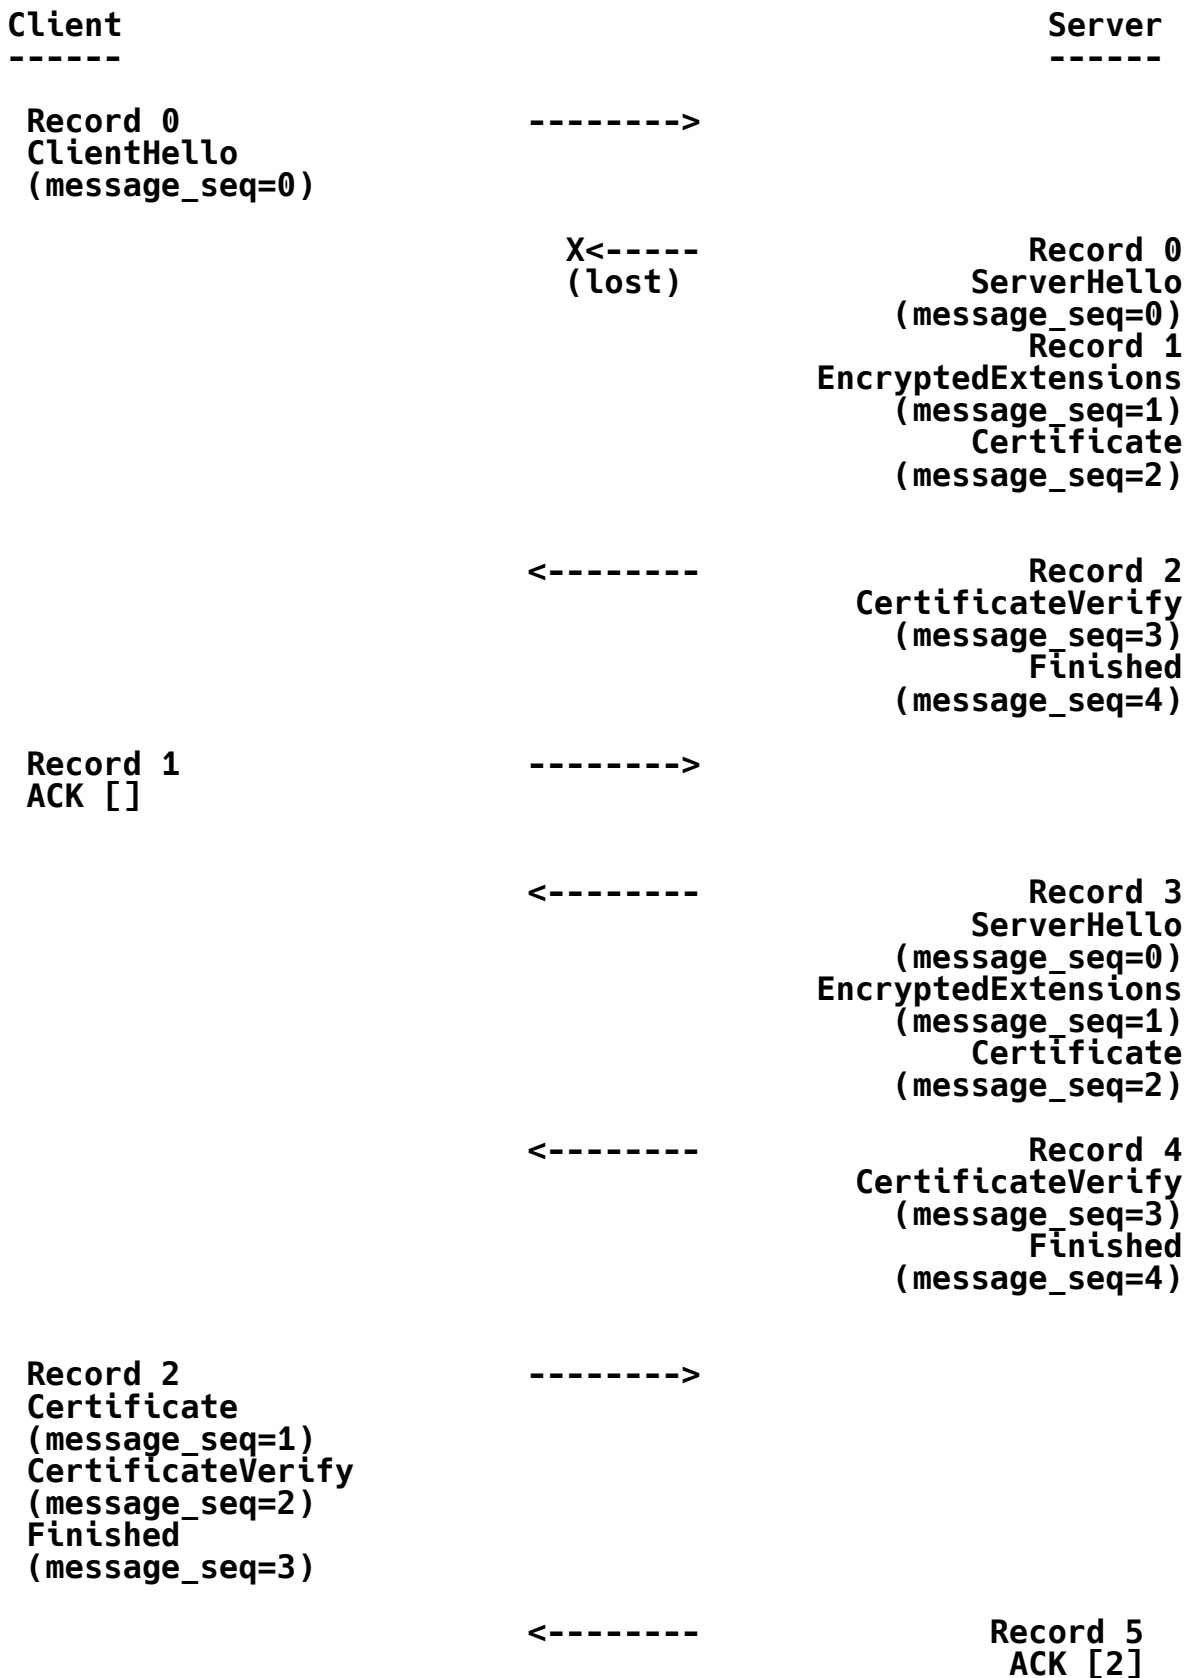 Client                                                Server
------                                                ------

 Record 0                  -------->
 ClientHello
 (message_seq=0)

                             X<-----                 Record 0
                             (lost)               ServerHello
                                              (message_seq=0)
                                                     Record 1
                                          EncryptedExtensions
                                              (message_seq=1)
                                                  Certificate
                                              (message_seq=2)

                           <--------                 Record 2
                                            CertificateVerify
                                              (message_seq=3)
                                                     Finished
                                              (message_seq=4)

 Record 1                  -------->
 ACK []

                           <--------                 Record 3
                                                  ServerHello
                                              (message_seq=0)
                                          EncryptedExtensions
                                              (message_seq=1)
                                                  Certificate
                                              (message_seq=2)

                           <--------                 Record 4
                                            CertificateVerify
                                              (message_seq=3)
                                                     Finished
                                              (message_seq=4)

 Record 2                  -------->
 Certificate
 (message_seq=1)
 CertificateVerify
 (message_seq=2)
 Finished
 (message_seq=3)

                           <--------               Record 5
                                                    ACK [2]